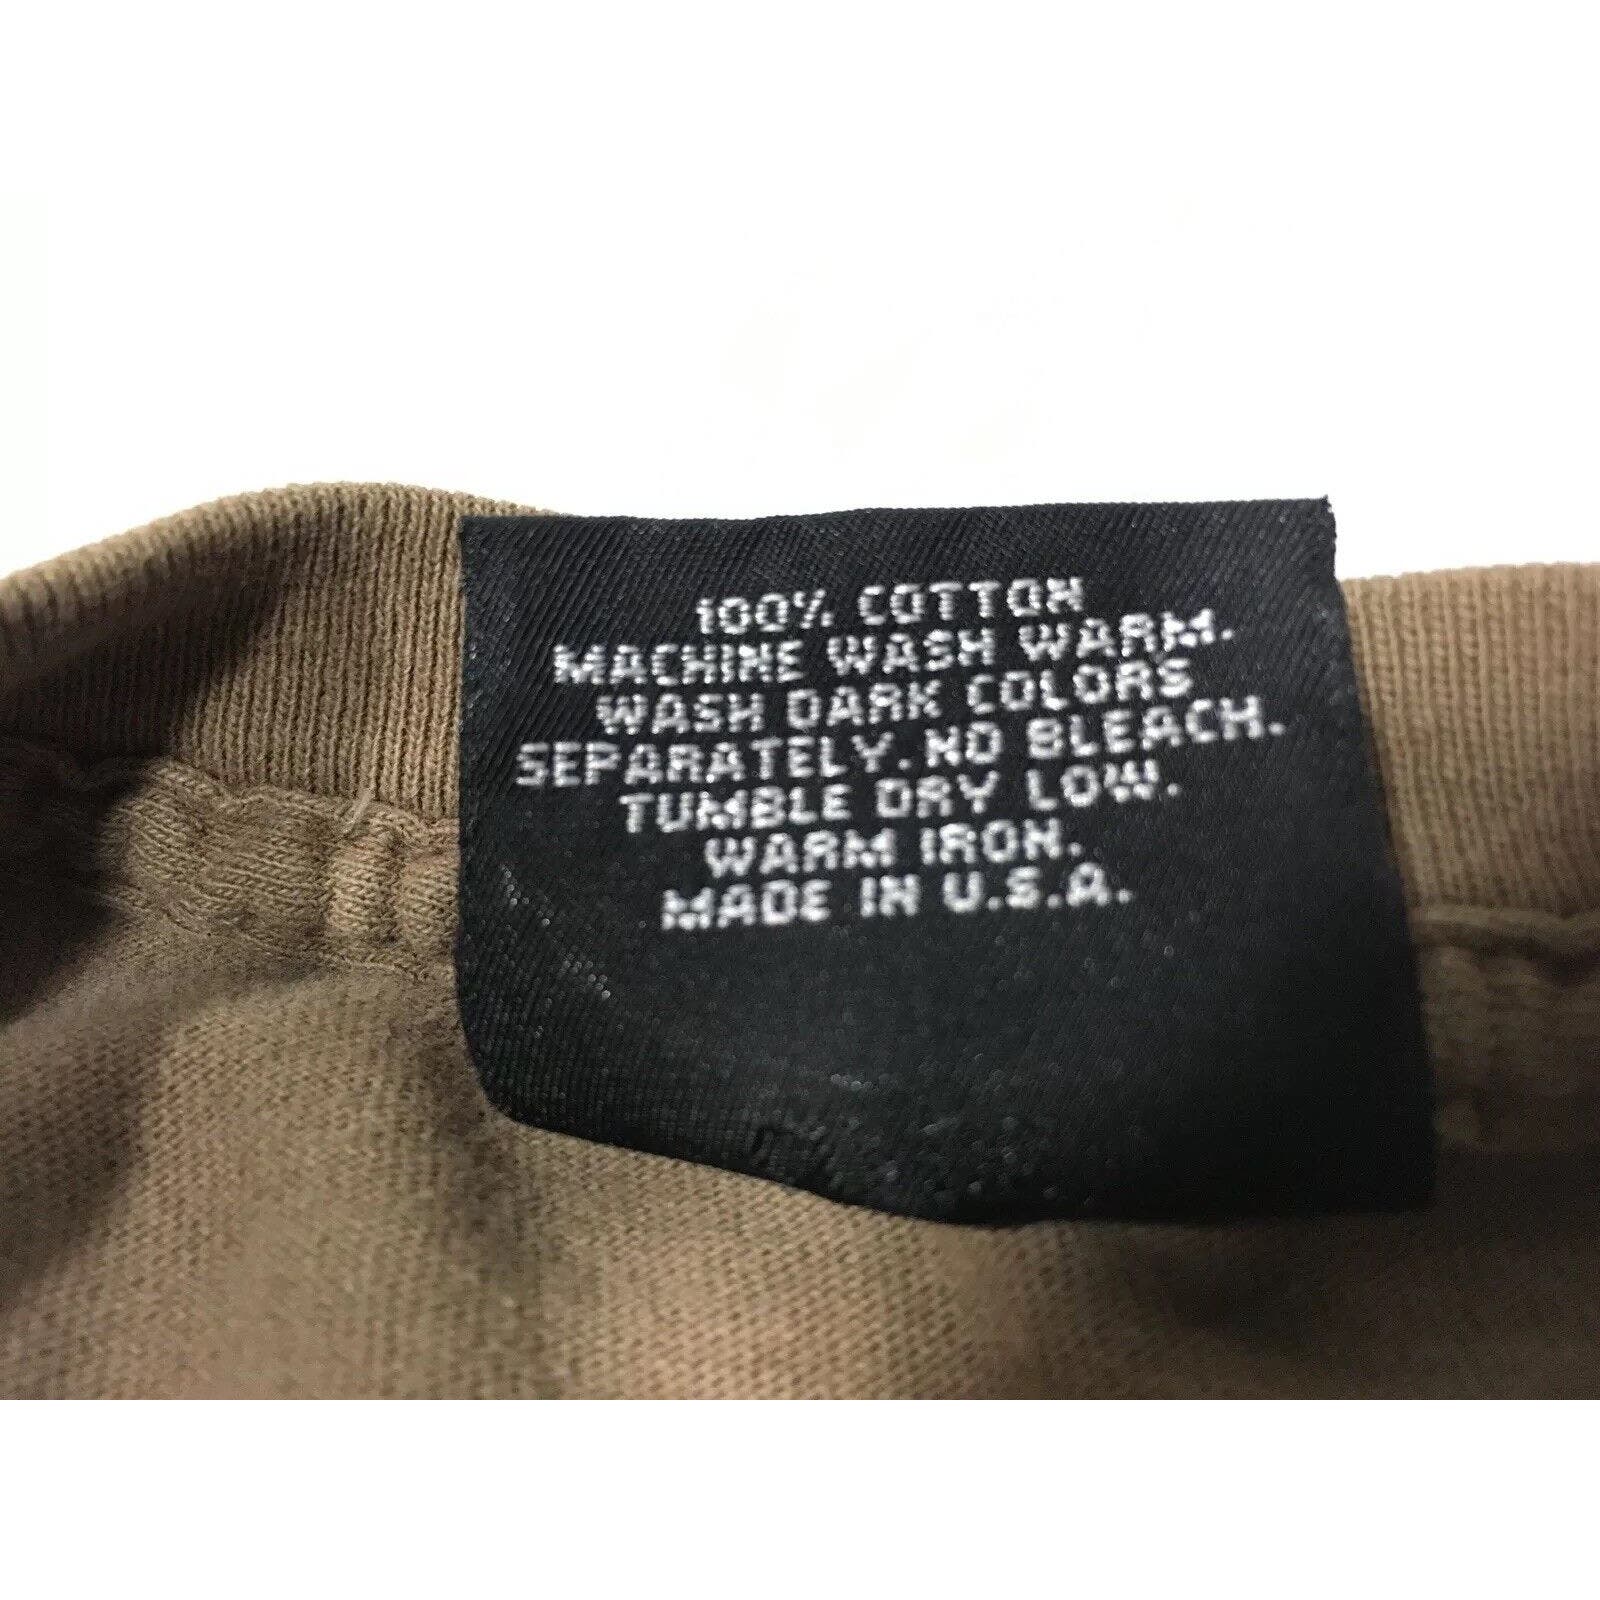 100% COTTON
MACHINE WASH WARM.
WASH DARK COLORS
SEPARATELY. NO BLEACH.
TUMBLE DRY LOW.
WARM IRON.
MADE IN U.S.A.